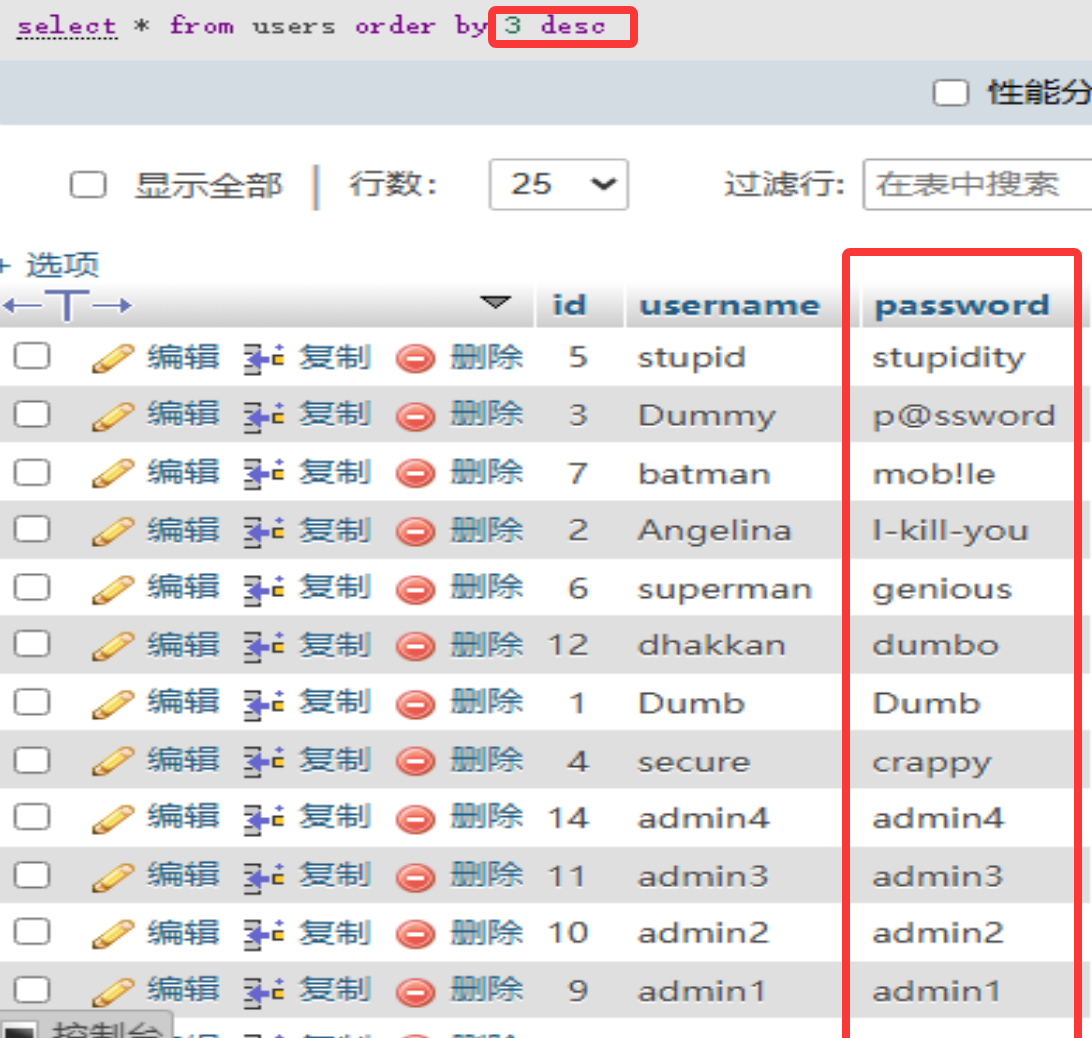 select * from users order by 3 desc
性能分
显示全部 行数: 25 过滤行: 在表中搜索
+ 选项
←T→ id username password
编辑 复制 删除 5 stupid stupidity
编辑 复制 删除 3 Dummy p@ssword
编辑 复制 删除 7 batman mob!le
编辑 复制 删除 2 Angelina I-kill-you
编辑 复制 删除 6 superman genious
编辑 复制 删除 12 dhakkan dumbo
编辑 复制 删除 1 Dumb Dumb
编辑 复制 删除 4 secure crappy
编辑 复制 删除 14 admin4 admin4
编辑 复制 删除 11 admin3 admin3
编辑 复制 删除 10 admin2 admin2
编辑 复制 删除 9 admin1 admin1
控制台